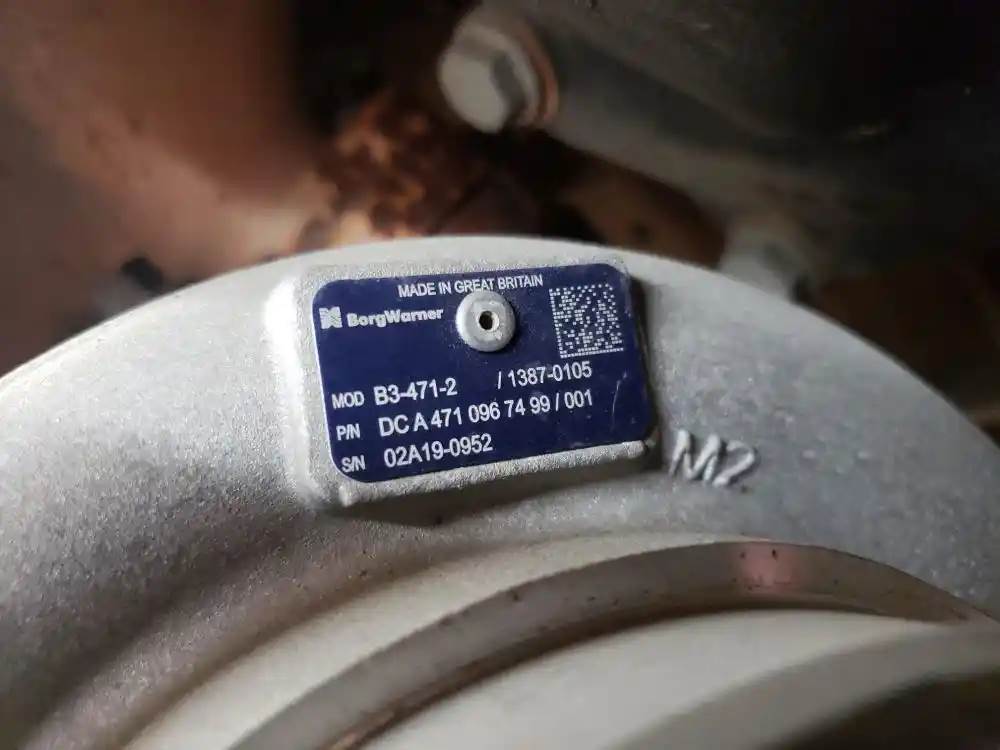 MADE IN GREAT BRITAIN
BorgWarner
MOD B3-471-2 / 1387-0105
P/N DC A 471 096 74 99 / 001
S/N 02A19-0952
M2